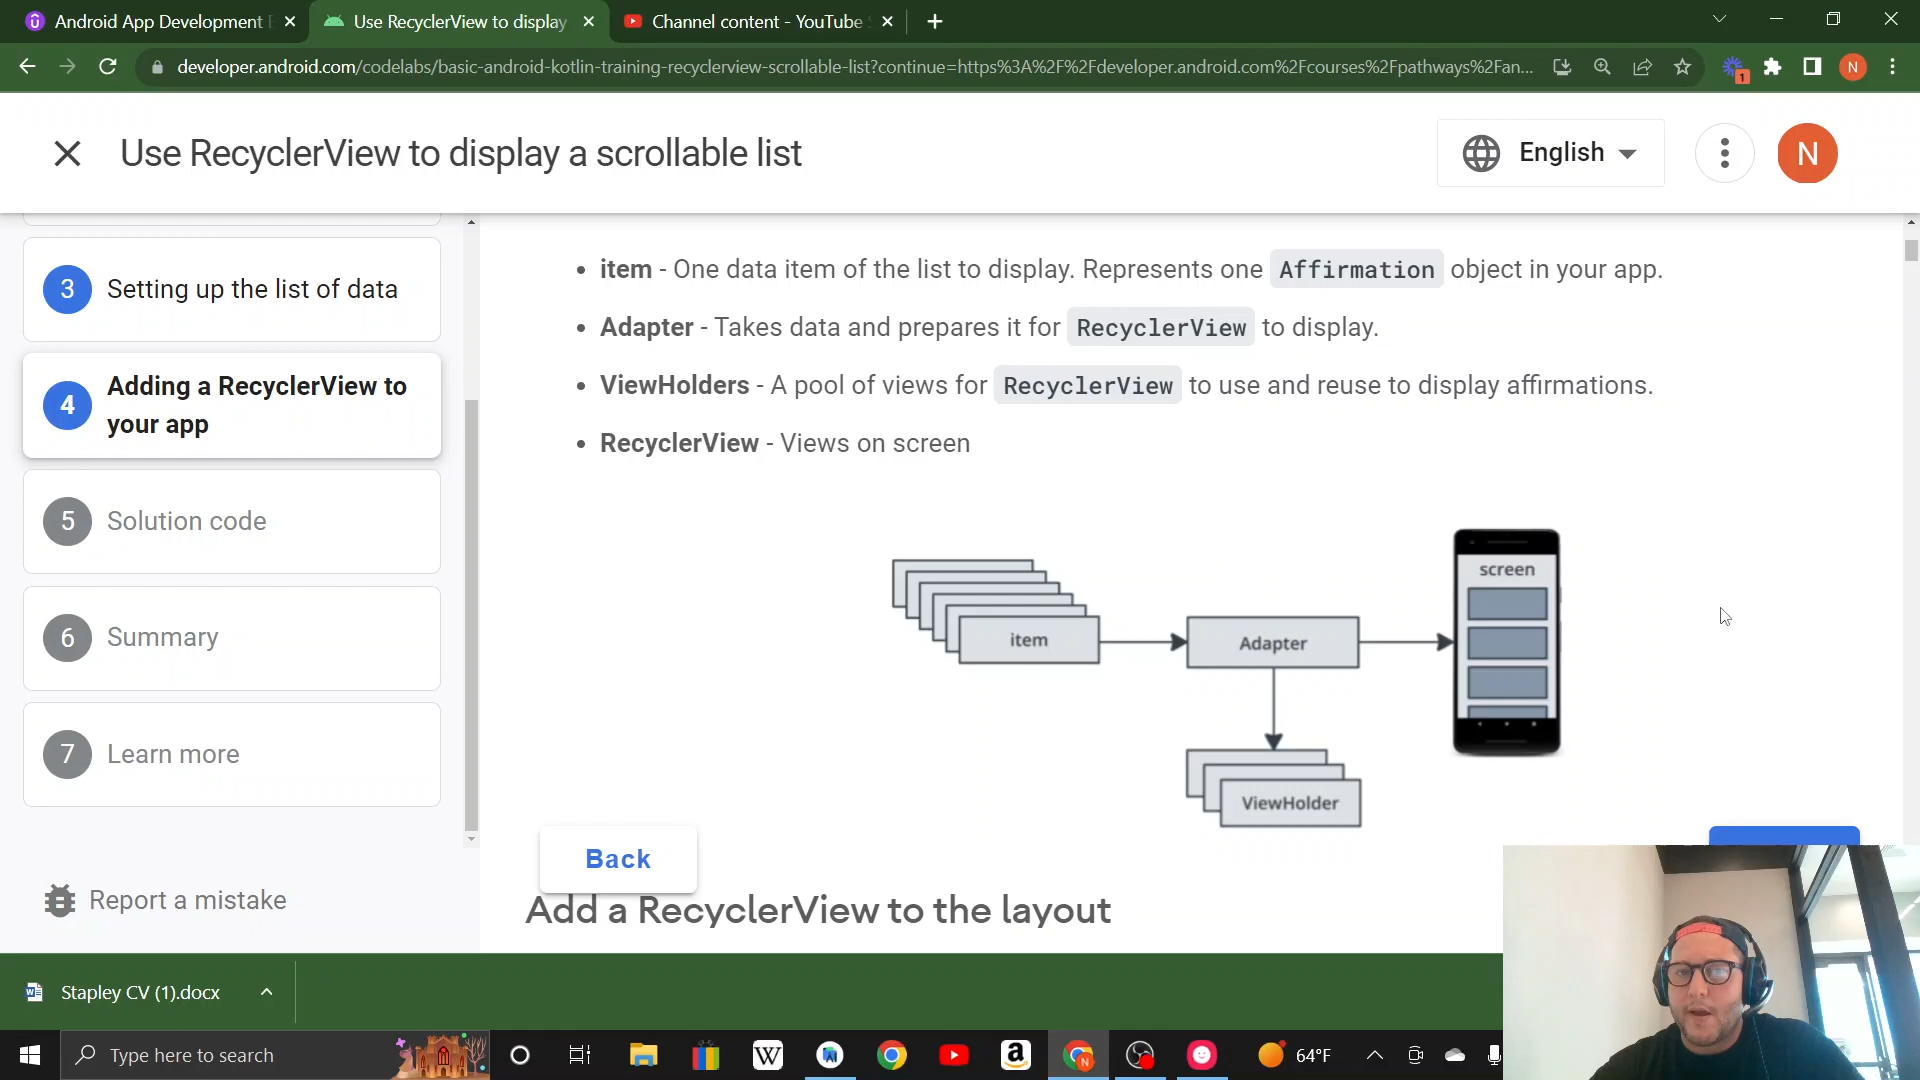 Android App Development
Use RecyclerView to display
Channel content - YouTube
developer.android.com/codelabs/basic-android-kotlin-training-recyclerview-scrollable-list?continue=https%3A%2F%2Fdeveloper.android.com%2Fcourses%2Fpathways%2Fan...
1
N
Use RecyclerView to display a scrollable list
English
N
3 Setting up the list of data
4 Adding a RecyclerView to
your app
5 Solution code
6 Summary
7 Learn more
Report a mistake
• item - One data item of the list to display. Represents one Affirmation object in your app.
• Adapter - Takes data and prepares it for RecyclerView to display.
• ViewHolders - A pool of views for RecyclerView to use and reuse to display affirmations.
• RecyclerView - Views on screen
screen
item
Adapter
ViewHolder
Back
Add a RecyclerView to the layout
Stapley CV (1).docx
Type here to search
W
a
N
64°F